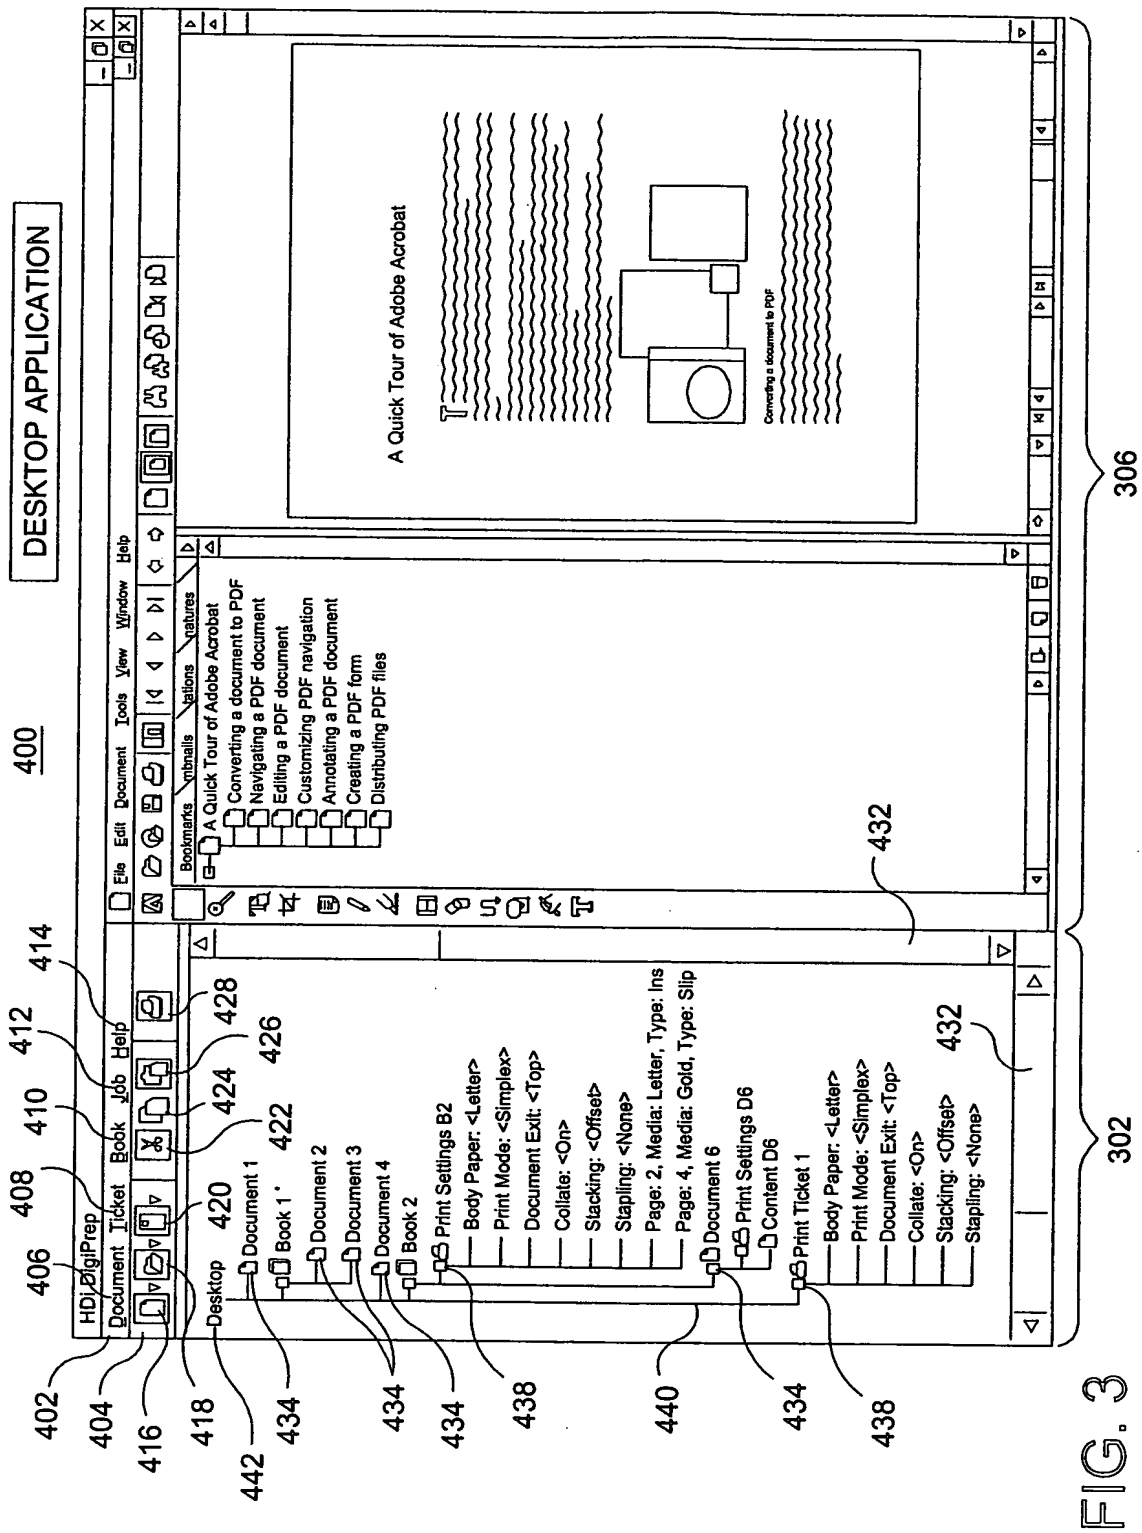 DESKTOP APPLICATION
400
HDi DigiPrep
Document Ticket Book Job Help
File Edit Document Tools View Window Help
402
404
406
408
410
412
414
416
418
420
422
424
426
428
Desktop
Document 1
Book 1
Document 2
Document 3
Document 4
Book 2
Print Settings B2
Body Paper: <Letter>
Print Mode: <Simplex>
Document Exit: <Top>
Collate: <On>
Stacking: <Offset>
Stapling: <None>
Page: 2, Media: Letter, Type: Ins
Page: 4, Media: Gold, Type: Slip
Document 6
Print Settings D6
Content D6
Print Ticket 1
Body Paper: <Letter>
Print Mode: <Simplex>
Document Exit: <Top>
Collate: <On>
Stacking: <Offset>
Stapling: <None>
442
434
434
434
438
440
434
438
432
432
302
Bookmarks mbnails tations natures
A Quick Tour of Adobe Acrobat
Converting a document to PDF
Navigating a PDF document
Editing a PDF document
Customizing PDF navigation
Annotating a PDF document
Creating a PDF form
Distributing PDF files
A Quick Tour of Adobe Acrobat
T
Converting a document to PDF
306
FIG. 3